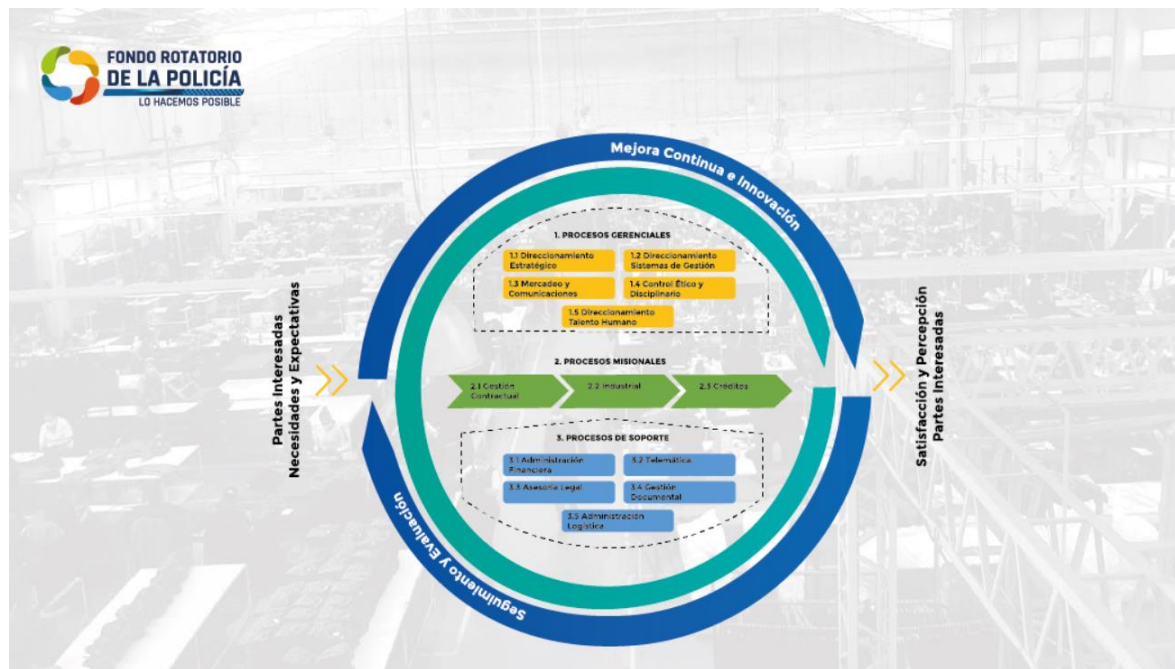 FONDO ROTATORIO
DE LA POLICÍA
LO HACEMOS POSIBLE
Mejora Continua e Innovación
Partes Interesadas
Necesidades y Expectativas
1. PROCESOS GERENCIALES
1.1 Direccionamiento
Estratégico
1.2 Direccionamiento
Sistemas de Gestión
1.3 Mercadeo y
Comunicaciones
1.4 Control Ético y
Disciplinario
1.5 Direccionamiento
Talento Humano
2. PROCESOS MISIONALES
2.1 Gestión
Contractual
2.2 Industrial
2.3 Créditos
3. PROCESOS DE SOPORTE
3.1 Administración
Financiera
3.2 Telemática
3.3 Asesoría Legal
3.4 Gestión
Documental
3.5 Administración
Logística
Satisfacción y Percepción
Partes Interesadas
Seguimiento y Evaluación